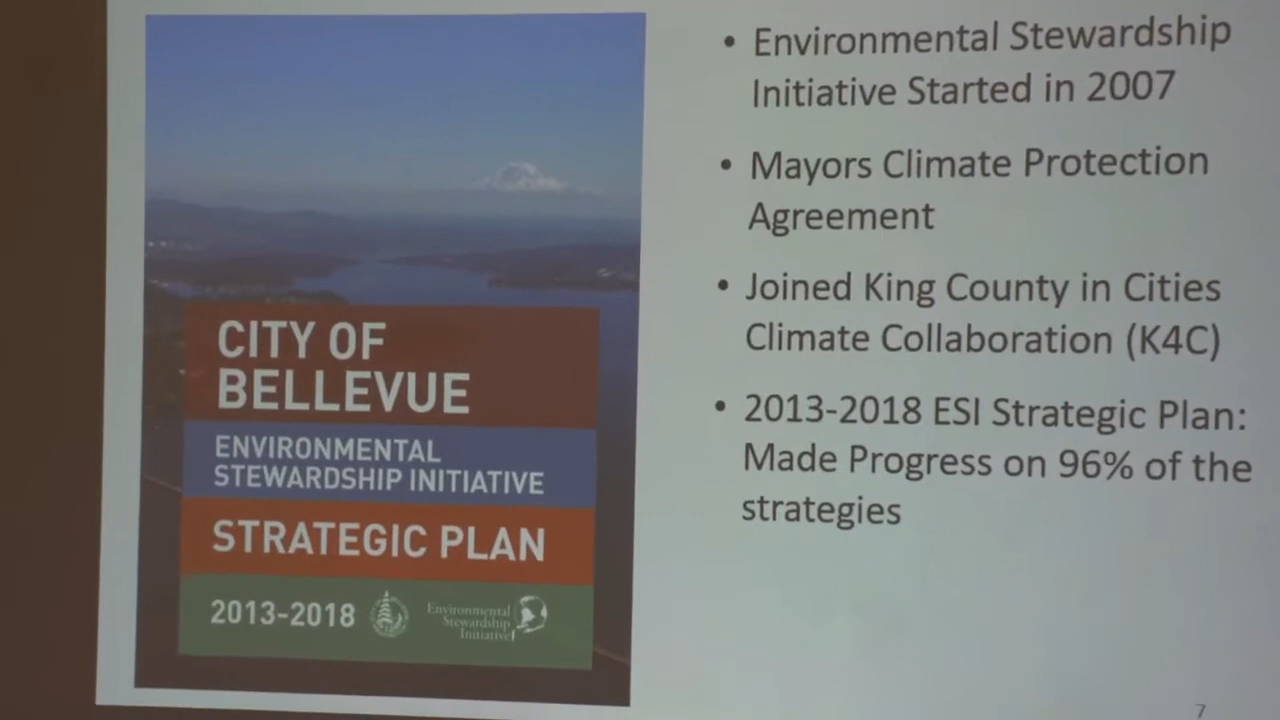 CITY OF
BELLEVUE
ENVIRONMENTAL
STEWARDSHIP INITIATIVE
STRATEGIC PLAN
2013-2018
Environmental
Stewardship
Initiative
• Environmental Stewardship
Initiative Started in 2007
• Mayors Climate Protection
Agreement
• Joined King County in Cities
Climate Collaboration (K4C)
• 2013-2018 ESI Strategic Plan:
Made Progress on 96% of the
strategies
7